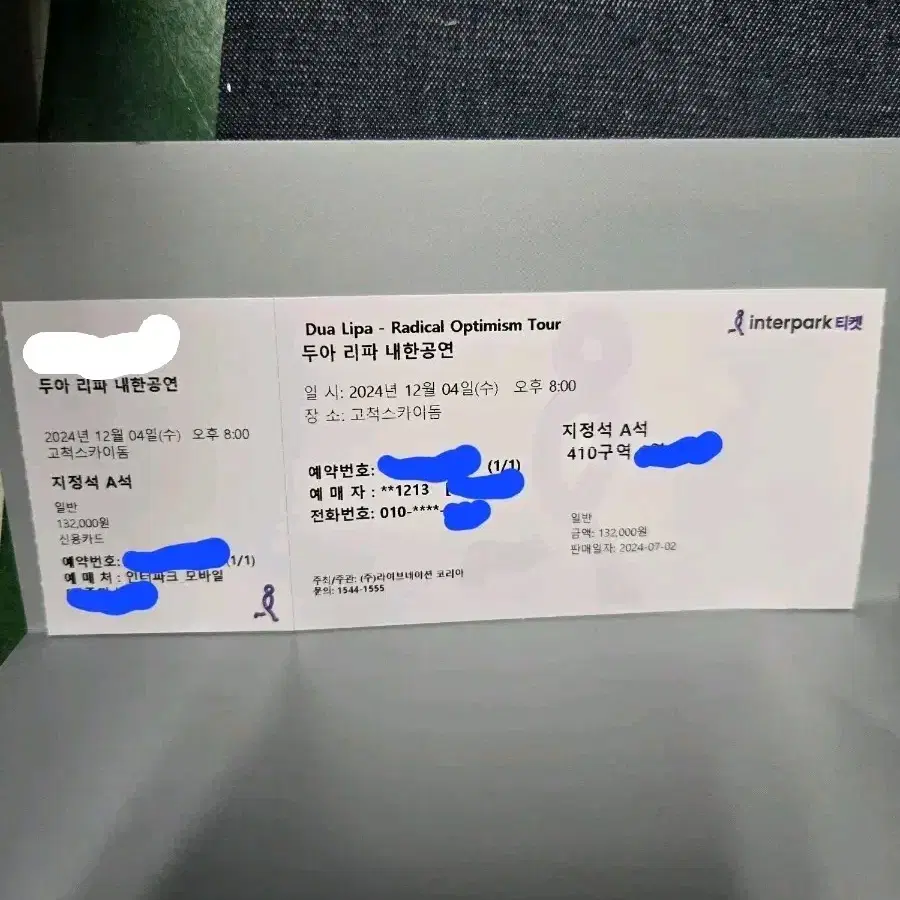 두아 리파 내한공연
2024년 12월 04일(수) 오후 8:00
고척스카이돔
지정석 A석
일반
132,000원
신용카드
예약번호: (1/1)
예 매 처 : 인터파크 모바일
Dua Lipa - Radical Optimism Tour
두아 리파 내한공연
일 시: 2024년 12월 04일(수) 오후 8:00
장 소: 고척스카이돔
예약번호: (1/1)
예 매 자 : **1213 [
전화번호: 010-****-
주최/주관: (주)라이브네이션 코리아
문의: 1544-1555
interpark 티켓
지정석 A석
410구역
일반
금액: 132,000원
판매일자: 2024-07-02